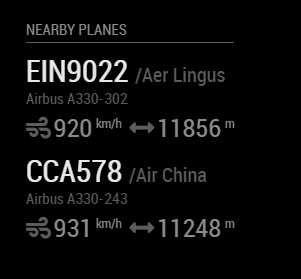 NEARBY PLANES
EIN9022 /Aer Lingus
Airbus A330-302
920 km/h 11856 m
CCA578 /Air China
Airbus A330-243
931 km/h 11248 m